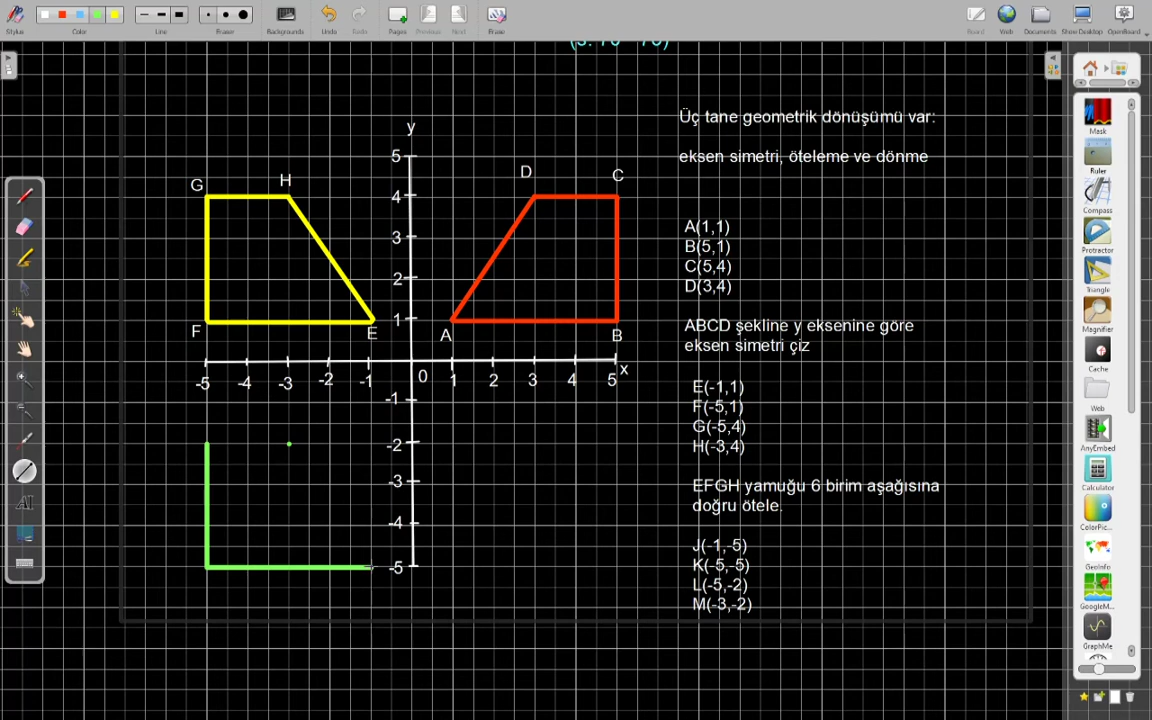 Stylus
Color
Line
Eraser
Backgrounds
Undo
Redo
Pages
Previous
Next
Erase
Board
Web
Documents
Show Desktop
OpenBoard
Üç tane geometrik dönüşümü var:
eksen simetri, öteleme ve dönme
A(1,1)
B(5,1)
C(5,4)
D(3,4)
ABCD şekline y eksenine göre
eksen simetri çiz
E(-1,1)
F(-5,1)
G(-5,4)
H(-3,4)
EFGH yamuğu 6 birim aşağısına
doğru ötele.
J(-1,-5)
K(-5,-5)
L(-5,-2)
M(-3,-2)
y
5
G H D C
4
3
2
1
F E A B
x
-5 -4 -3 -2 -1 0 1 2 3 4 5
-1
-2
-3
-4
-5
AI
Mask
Ruler
Compass
Protractor
Triangle
Magnifier
Cache
Web
AnyEmbed
Calculator
ColorPic...
GeoInfo
GoogleM...
GraphMe